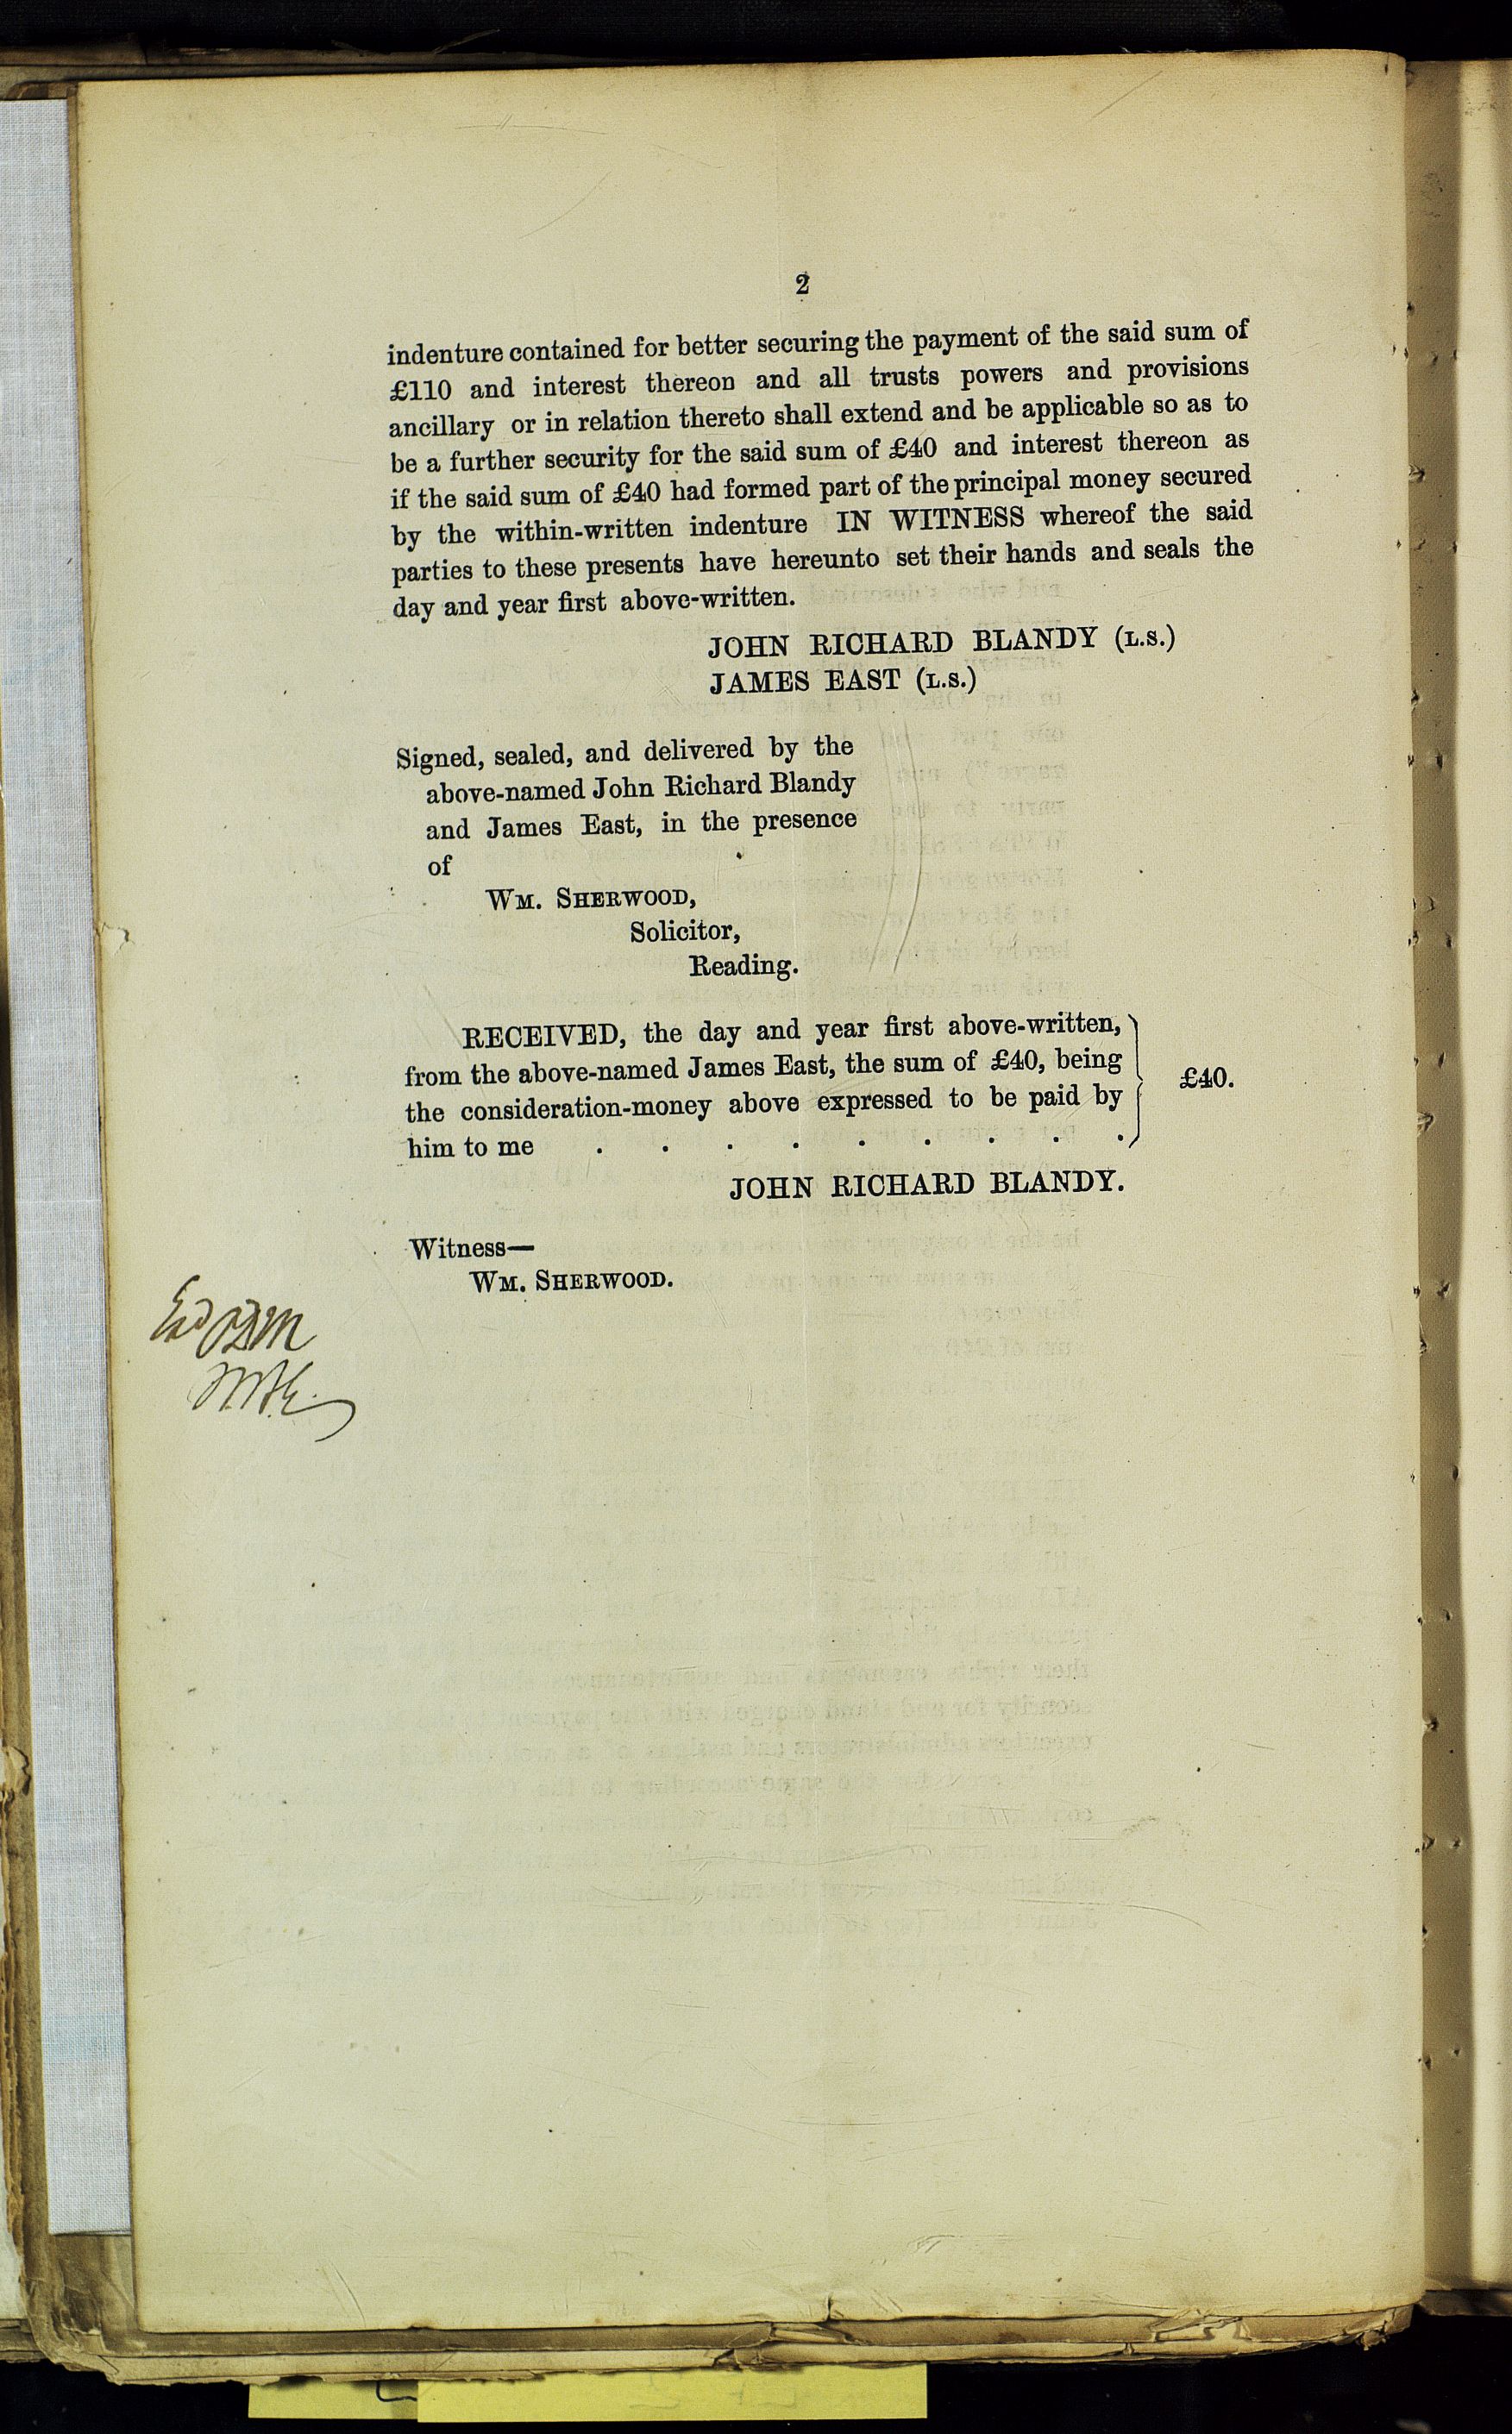 2
indenture contained for better securing the payment of the said sum of
£110 and interest thereon and all trusts powers and provisions
ancillary or in relation thereto shall extend and be applicable so as to
be a further security for the said sum of £40 and interest thereon as
if the said sum of £40 had formed part of the principal money secured
by the within-written indenture IN WITNESS whereof the said
parties to these presents have hereunto set their hands and seals the
day and year first above-written.
JOHN RICHARD BLANDY (L.S.)
JAMES EAST (L.S.)
Signed, sealed, and delivered by the
above-named John Richard Blandy
and James East, in the presence
of
WM. SHERWOOD,
Solicitor,
Reading.
RECEIVED, the day and year first above-written,
from the above-named James East, the sum of £40, being
the consideration-money above expressed to be paid by
him to me . . . . . . . . .
£40.
JOHN RICHARD BLANDY.
Witness—
WM. SHERWOOD.